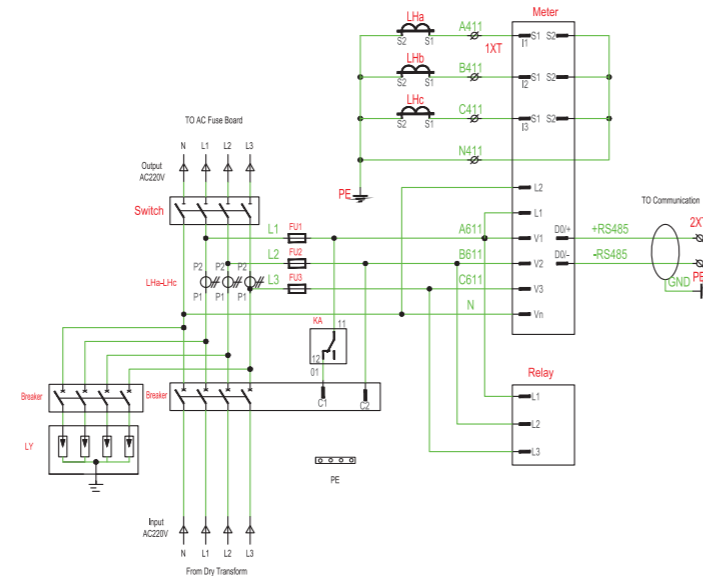 Meter
LHa
S2 S1
A411
1XT
I1
S1 S2
LHb
S2 S1
B411
I2
S1 S2
LHc
S2 S1
C411
I3
S1 S2
N411
PE
TO AC Fuse Board
N L1 L2 L3
Output
AC220V
Switch
L2
L1
TO Communication
L1 FU1 A611 V1 D0/+ +RS485 2X
L2 FU2 B611 V2 D0/- -RS485
L3 FU3 C611 V3 GND PE
N Vn
P2 P2 P2
LHa-LHc
P1 P1 P1
KA
11
12
01
C1 C2
Breaker
Breaker
LY
Relay
L1
L2
L3
PE
Input
AC220V
N L1 L2 L3
From Dry Transform